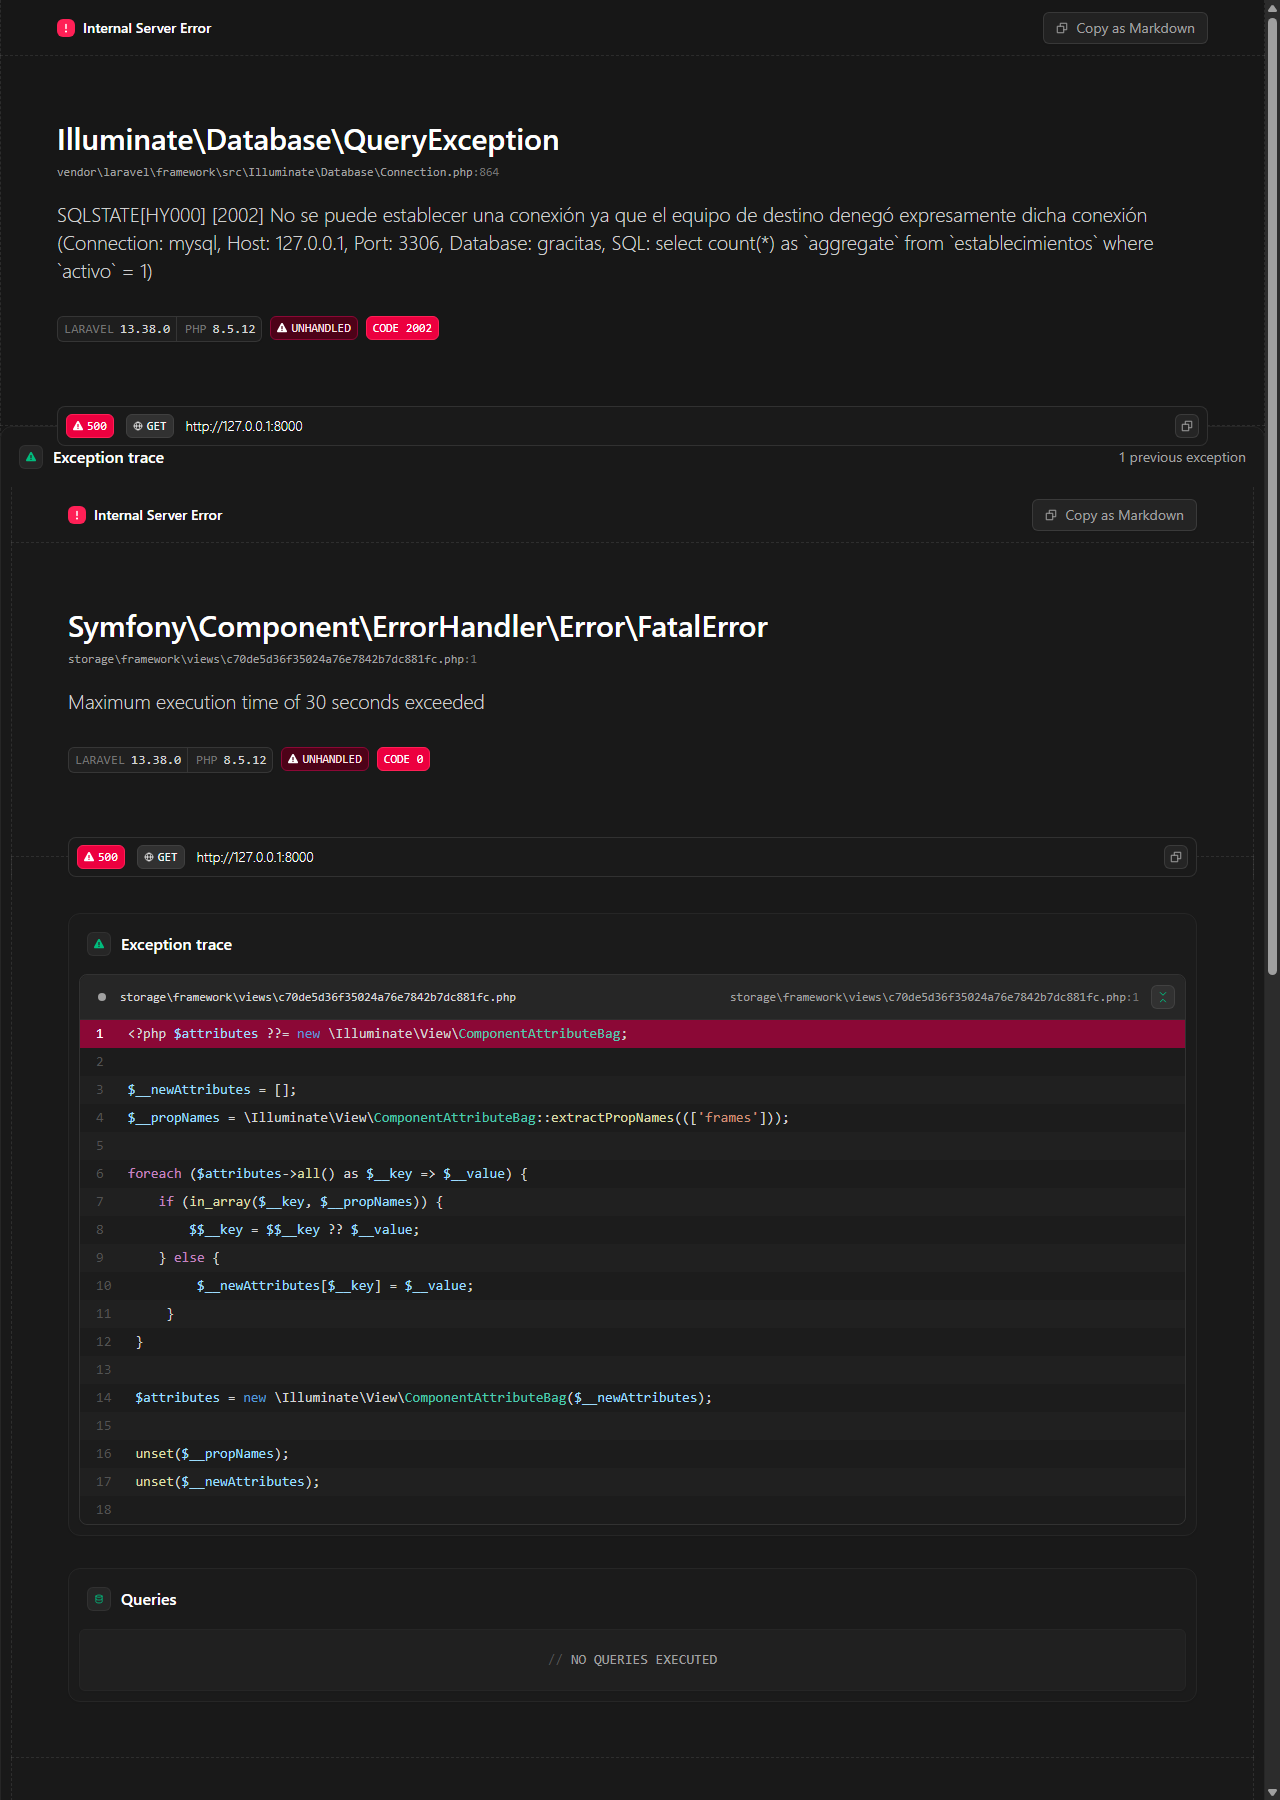 Internal Server Error
Copy as Markdown
Illuminate\Database\QueryException
vendor\laravel\framework\src\Illuminate\Database\Connection.php:864
SQLSTATE[HY000] [2002] No se puede establecer una conexión ya que el equipo de destino denegó expresamente dicha conexión
(Connection: mysql, Host: 127.0.0.1, Port: 3306, Database: gracitas, SQL: select count(*) as `aggregate` from `establecimientos` where
`activo` = 1)
LARAVEL 13.38.0 PHP 8.5.12 UNHANDLED CODE 2002
500 GET http://127.0.0.1:8000
Exception trace
1 previous exception
Internal Server Error
Copy as Markdown
Symfony\Component\ErrorHandler\Error\FatalError
storage\framework\views\c70de5d36f35024a76e7842b7dc881fc.php:1
Maximum execution time of 30 seconds exceeded
LARAVEL 13.38.0 PHP 8.5.12 UNHANDLED CODE 0
500 GET http://127.0.0.1:8000
Exception trace
storage\framework\views\c70de5d36f35024a76e7842b7dc881fc.php
storage\framework\views\c70de5d36f35024a76e7842b7dc881fc.php:1
1 <?php $attributes ??= new \Illuminate\View\ComponentAttributeBag;
2
3 $__newAttributes = [];
4 $__propNames = \Illuminate\View\ComponentAttributeBag::extractPropNames((['frames']));
5
6 foreach ($attributes->all() as $__key => $__value) {
7     if (in_array($__key, $__propNames)) {
8         $$__key = $$__key ?? $__value;
9     } else {
10         $__newAttributes[$__key] = $__value;
11     }
12 }
13
14 $attributes = new \Illuminate\View\ComponentAttributeBag($__newAttributes);
15
16 unset($__propNames);
17 unset($__newAttributes);
18
Queries
// NO QUERIES EXECUTED